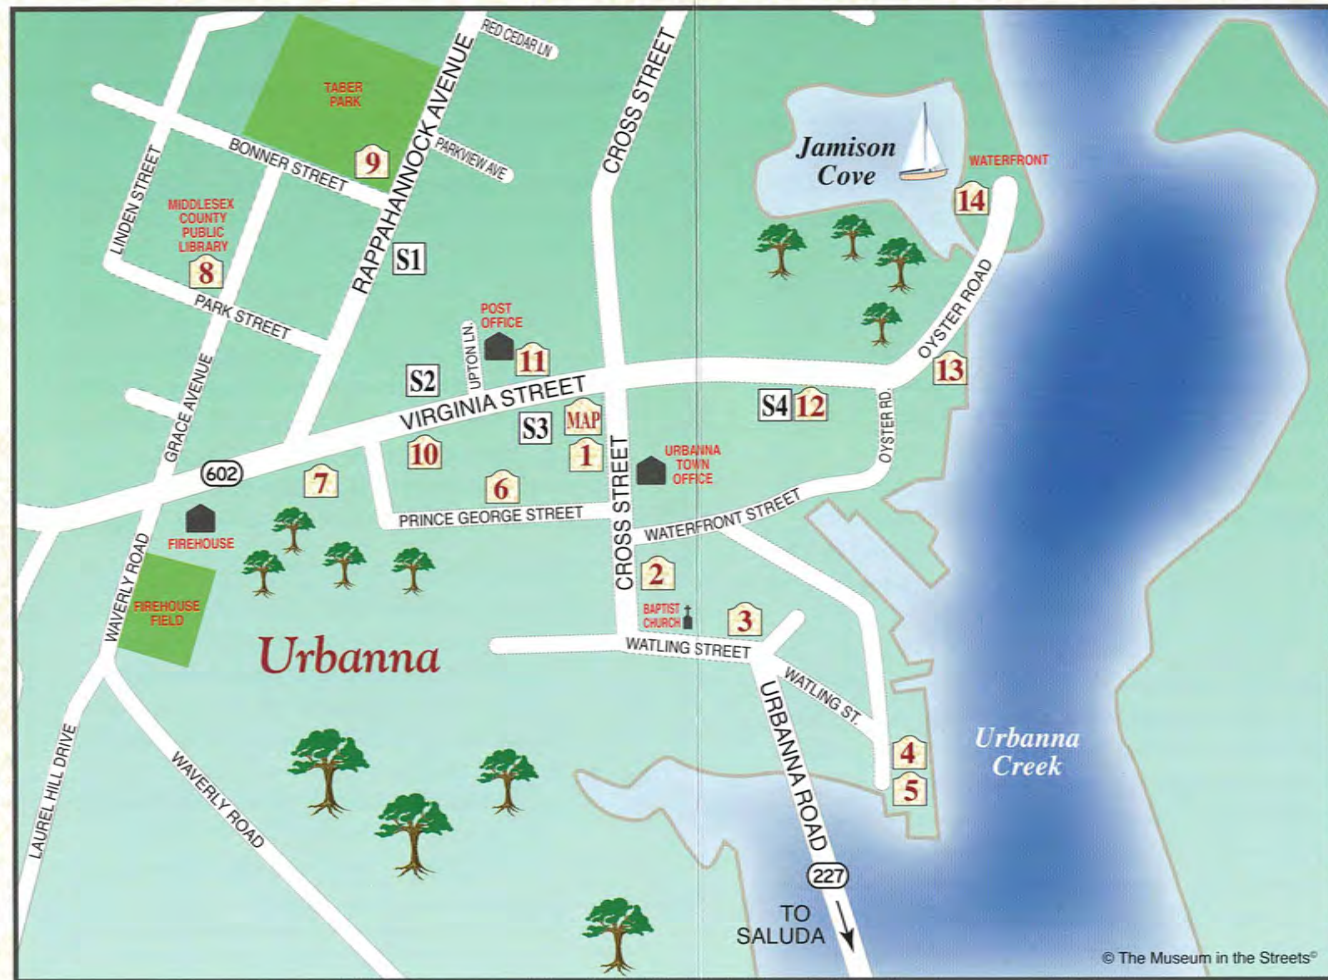 RED CEDAR LN.
TABER
PARK
RAPPAHANNOCK AVENUE
CROSS STREET
BONNER STREET
9
PARKVIEW AVE
Jamison
Cove
WATERFRONT
14
LINDEN STREET
MIDDLESEX
COUNTY
PUBLIC
LIBRARY
8
S1
PARK STREET
POST
OFFICE
UPTON LN.
11
OYSTER ROAD
13
S2
VIRGINIA STREET
S3
MAP
1
S4
12
OYSTER RD.
GRACE AVENUE
10
CROSS STREET
URBANNA
TOWN
OFFICE
602
7
6
PRINCE GEORGE STREET
WATERFRONT STREET
FIREHOUSE
WAVERLY ROAD
FIREHOUSE
FIELD
2
BAPTIST
CHURCH
3
WATLING STREET
Urbanna
WATLING ST.
URBANNA ROAD
4
5
Urbanna
Creek
LAUREL HILL DRIVE
WAVERLY ROAD
227
TO
SALUDA
© The Museum in the Streets©